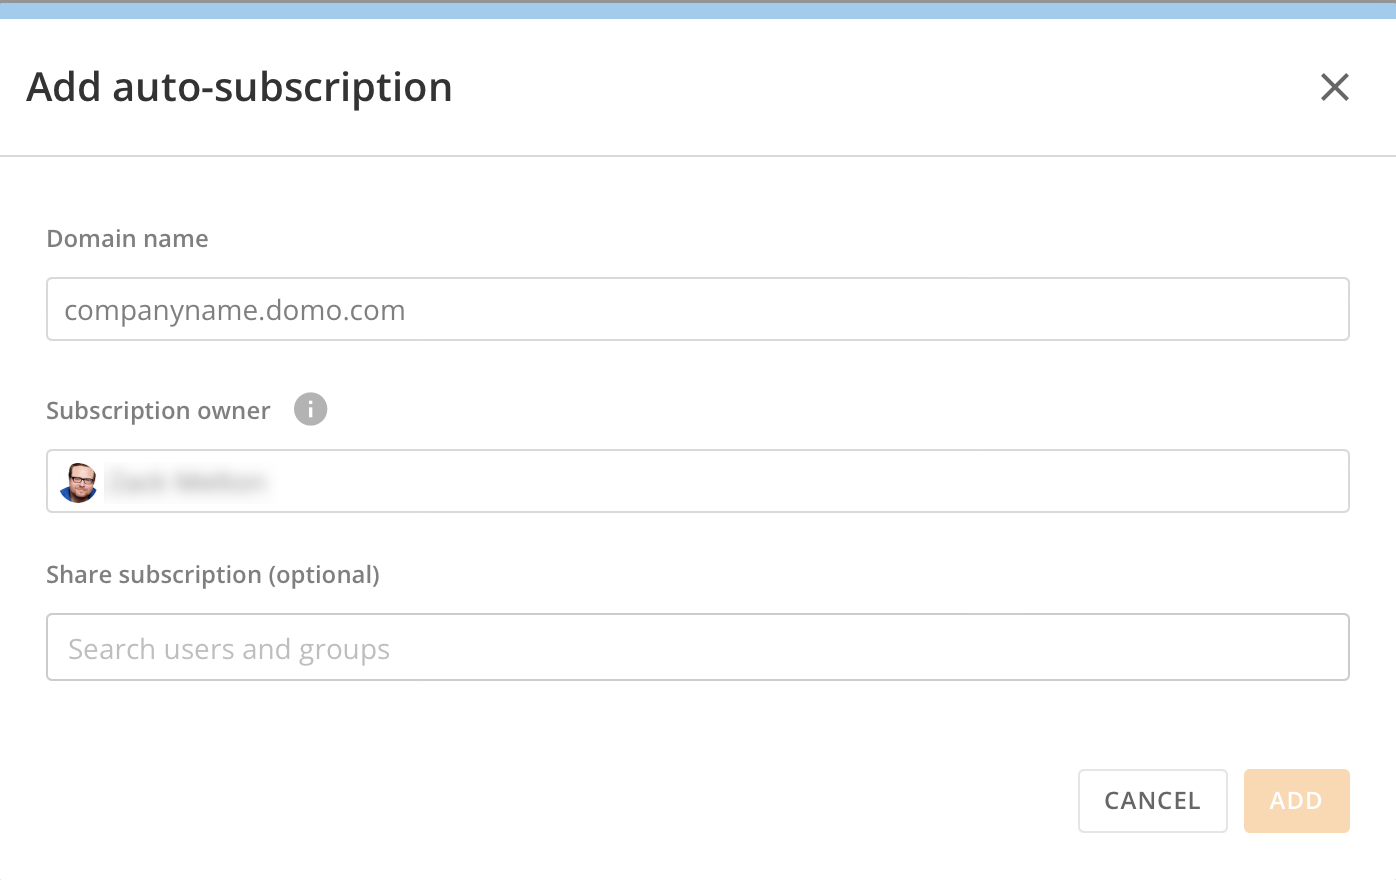 Add auto-subscription
Domain name
companyname.domo.com
Subscription owner
Share subscription (optional)
Search users and groups
CANCEL
ADD